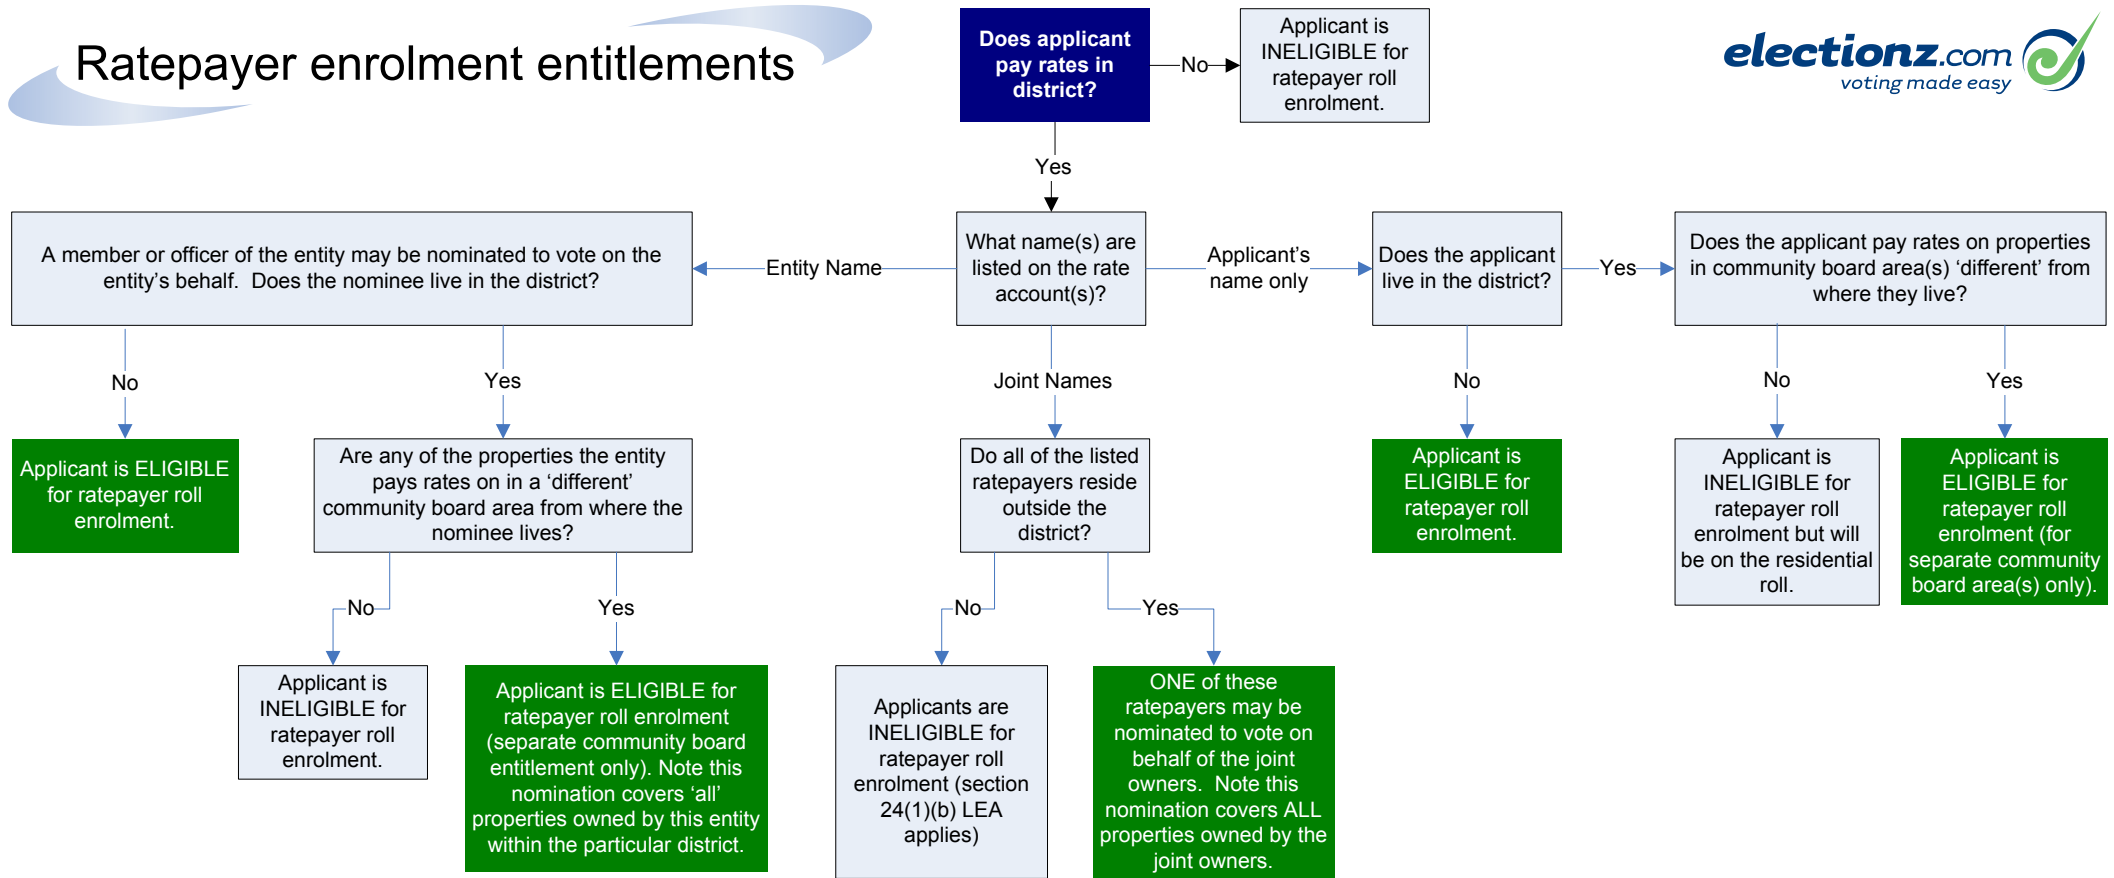 Ratepayer enrolment entitlements
Does applicant
pay rates in
district?
No
Applicant is
INELIGIBLE for
ratepayer roll
enrolment.
electionz.com
voting made easy
Yes
A member or officer of the entity may be nominated to vote on the
entity's behalf.  Does the nominee live in the district?
Entity Name
What name(s) are
listed on the rate
account(s)?
Applicant's
name only
Does the applicant
live in the district?
Yes
Does the applicant pay rates on properties
in community board area(s) 'different' from
where they live?
No
Yes
Joint Names
No
No
Yes
Applicant is ELIGIBLE
for ratepayer roll
enrolment.
Are any of the properties the entity
pays rates on in a 'different'
community board area from where the
nominee lives?
Do all of the listed
ratepayers reside
outside the
district?
Applicant is
ELIGIBLE for
ratepayer roll
enrolment.
Applicant is
INELIGIBLE for
ratepayer roll
enrolment but will
be on the residential
roll.
Applicant is
ELIGIBLE for
ratepayer roll
enrolment (for
separate community
board area(s) only).
No
Yes
No
Yes
Applicant is
INELIGIBLE for
ratepayer roll
enrolment.
Applicant is ELIGIBLE for
ratepayer roll enrolment
(separate community board
entitlement only). Note this
nomination covers 'all'
properties owned by this entity
within the particular district.
Applicants are
INELIGIBLE for
ratepayer roll
enrolment (section
24(1)(b) LEA
applies)
ONE of these
ratepayers may be
nominated to vote on
behalf of the joint
owners.  Note this
nomination covers ALL
properties owned by the
joint owners.